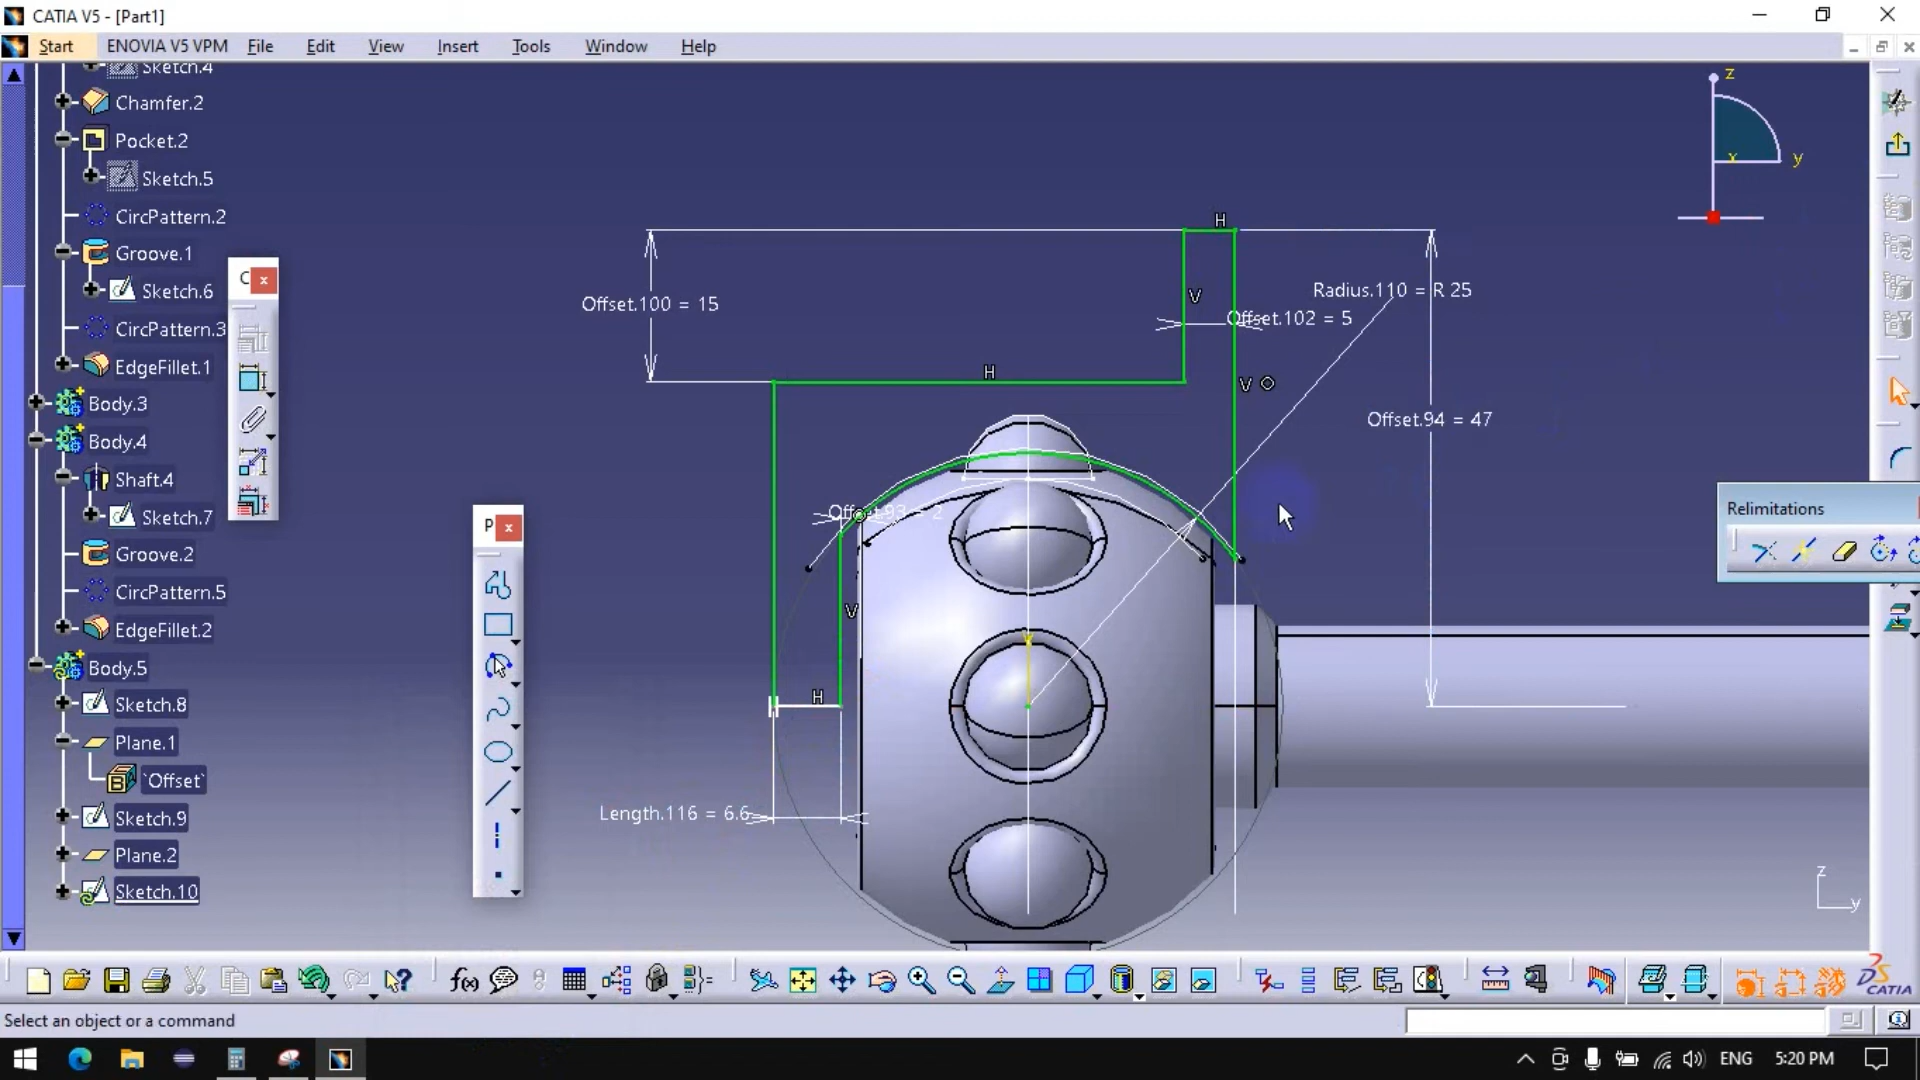 CATIA V5 - [Part1]
Start ENOVIA V5 VPM File Edit View Insert Tools Window Help
Sketch.4
Chamfer.2
Pocket.2
Sketch.5
CircPattern.2
Groove.1
Sketch.6
CircPattern.3
EdgeFillet.1
Body.3
Body.4
Shaft.4
Sketch.7
Groove.2
CircPattern.5
EdgeFillet.2
Body.5
Sketch.8
Plane.1
`Offset`
Sketch.9
Plane.2
Sketch.10
C x
P x
H
Offset.100 = 15
V
Radius.110 = R 25
Offset.102 = 5
H
V
Offset.94 = 47
Offset.93 = 2
V
H
Length.116 = 6.6
z
x y
Relimitations
z
y
f(x)
CATIA
Select an object or a command
ENG 5:20 PM